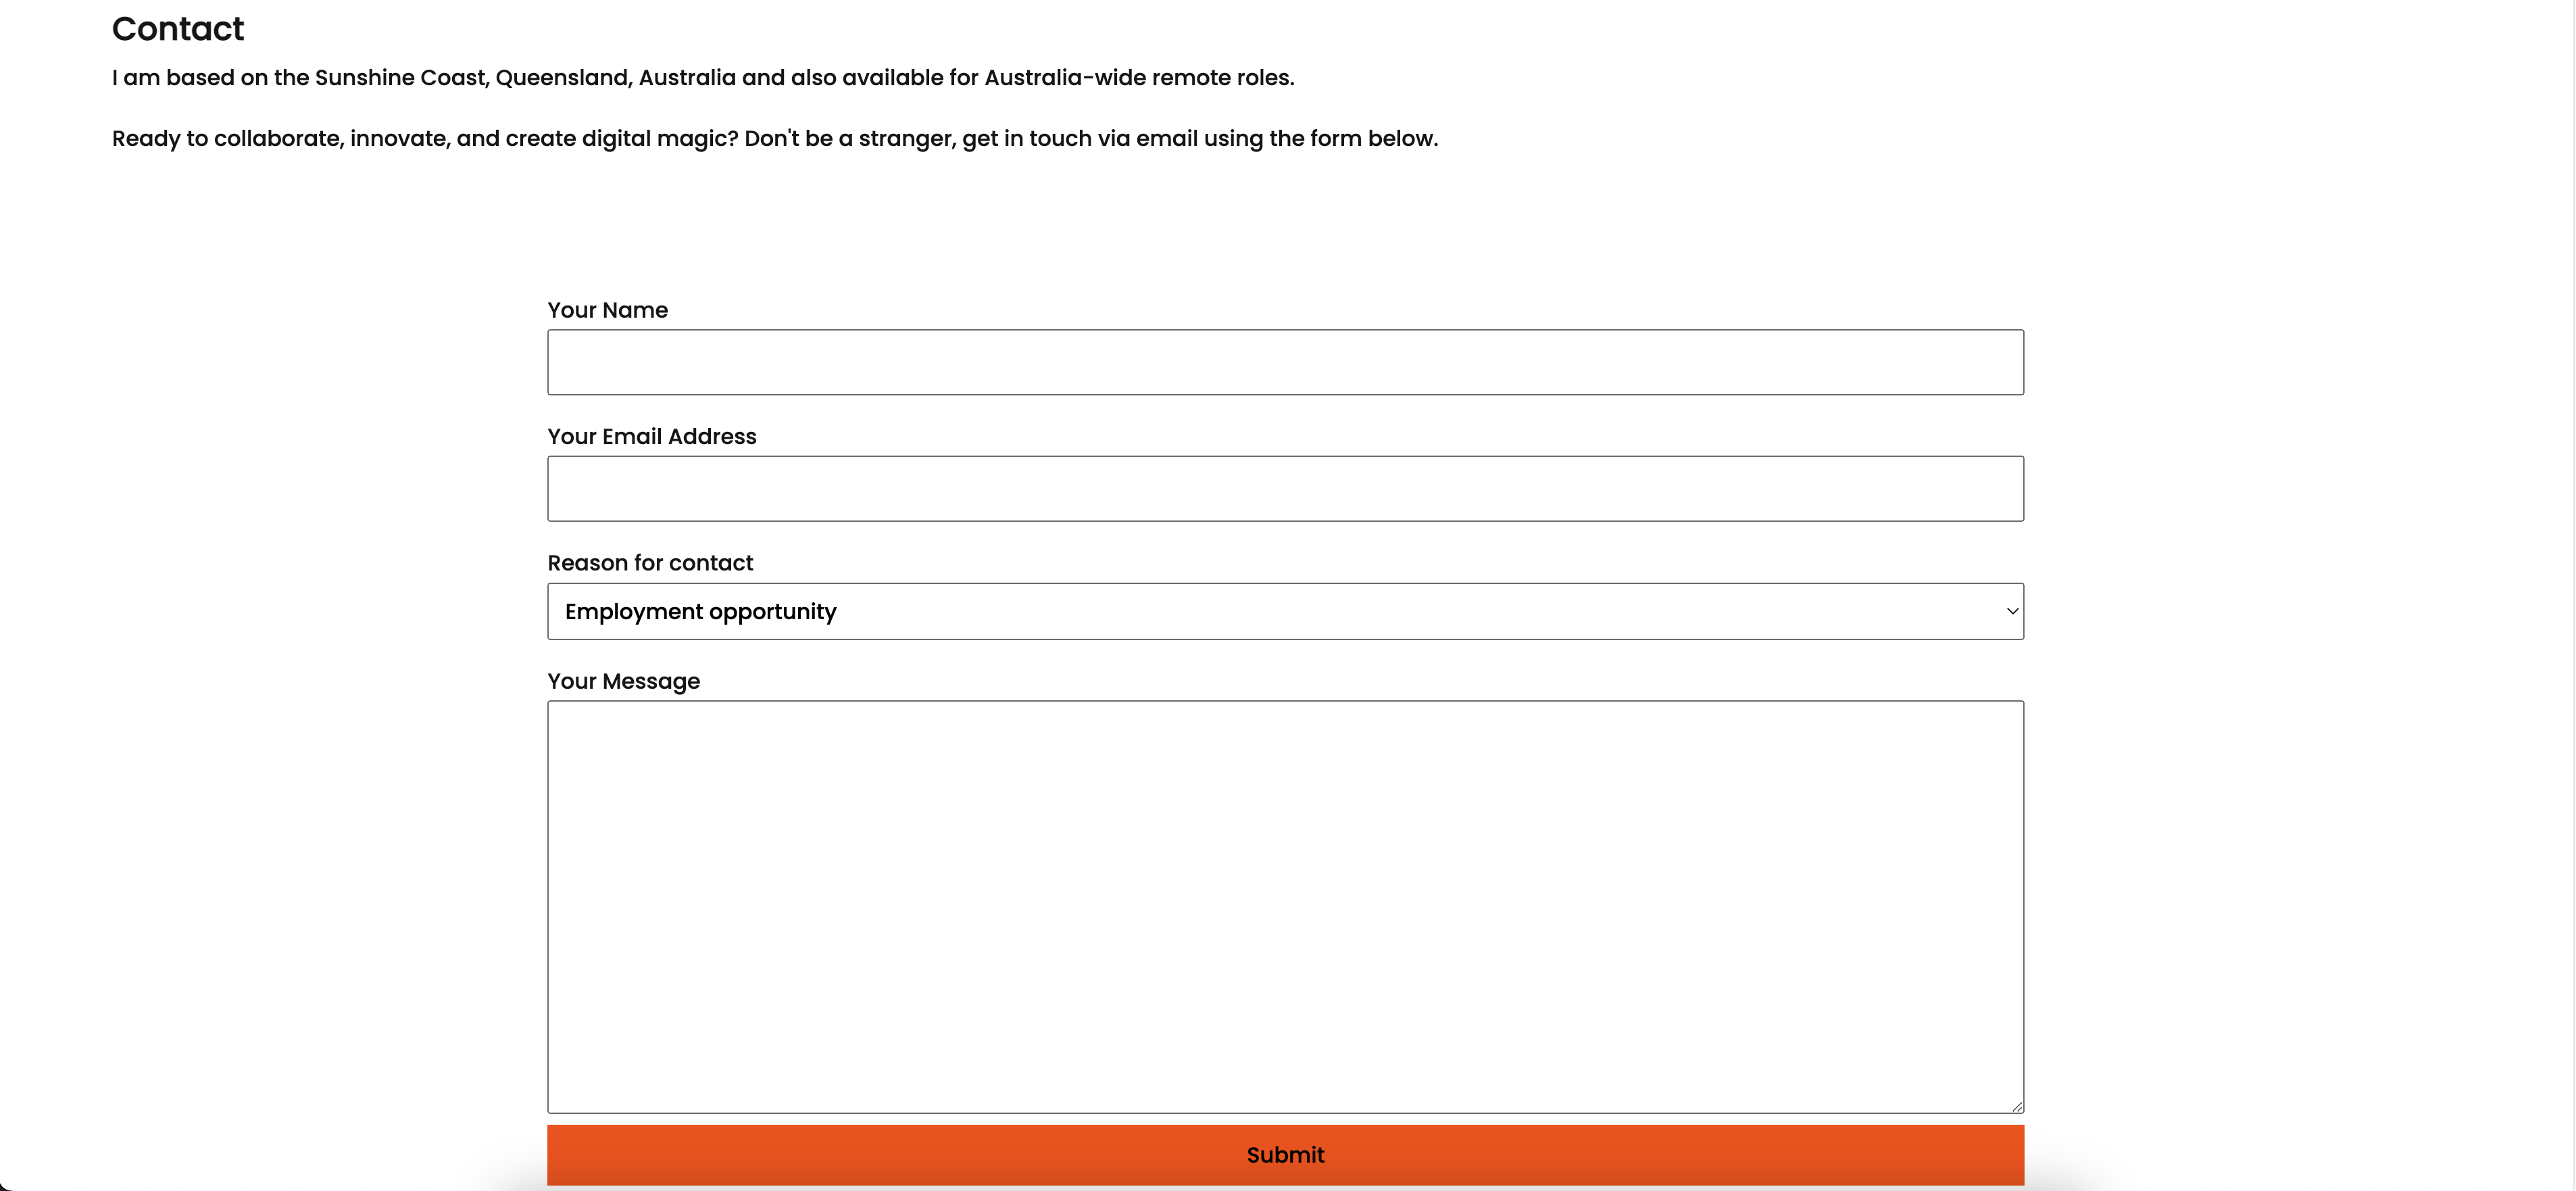 Contact
I am based on the Sunshine Coast, Queensland, Australia and also available for Australia-wide remote roles.
Ready to collaborate, innovate, and create digital magic? Don't be a stranger, get in touch via email using the form below.
Your Name
Your Email Address
Reason for contact
Employment opportunity
Your Message
Submit